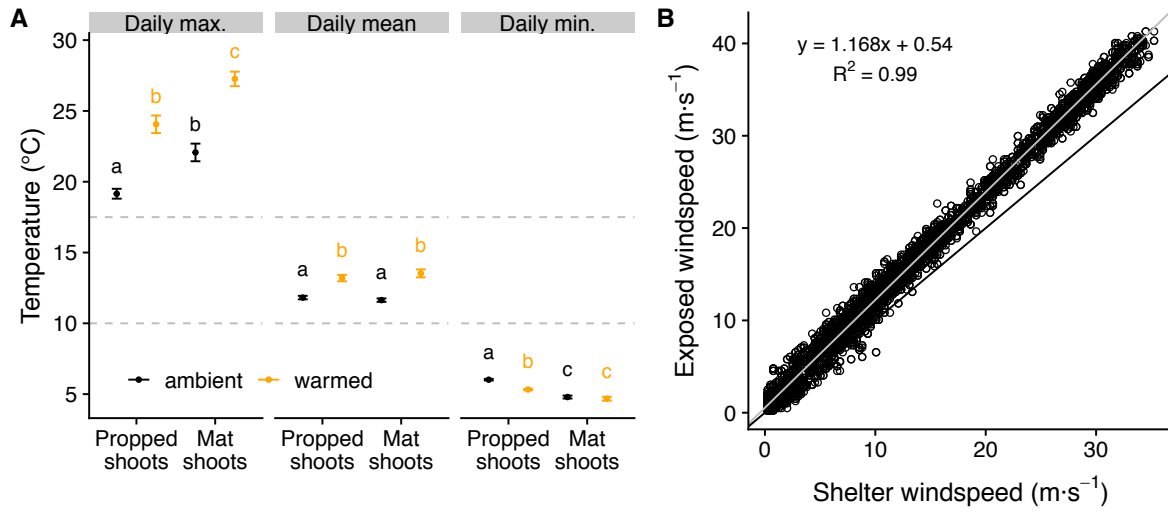 A
Daily max.
Daily mean
Daily min.
Temperature (°C)
30
25
20
15
10
5
a
b
b
c
a
b
a
b
a
b
c
c
ambient
warmed
Propped shoots
Mat shoots
Propped shoots
Mat shoots
Propped shoots
Mat shoots
B
y = 1.168x + 0.54
R² = 0.99
Exposed windspeed (m·s⁻¹)
40
30
20
10
0
0
10
20
30
Shelter windspeed (m·s⁻¹)